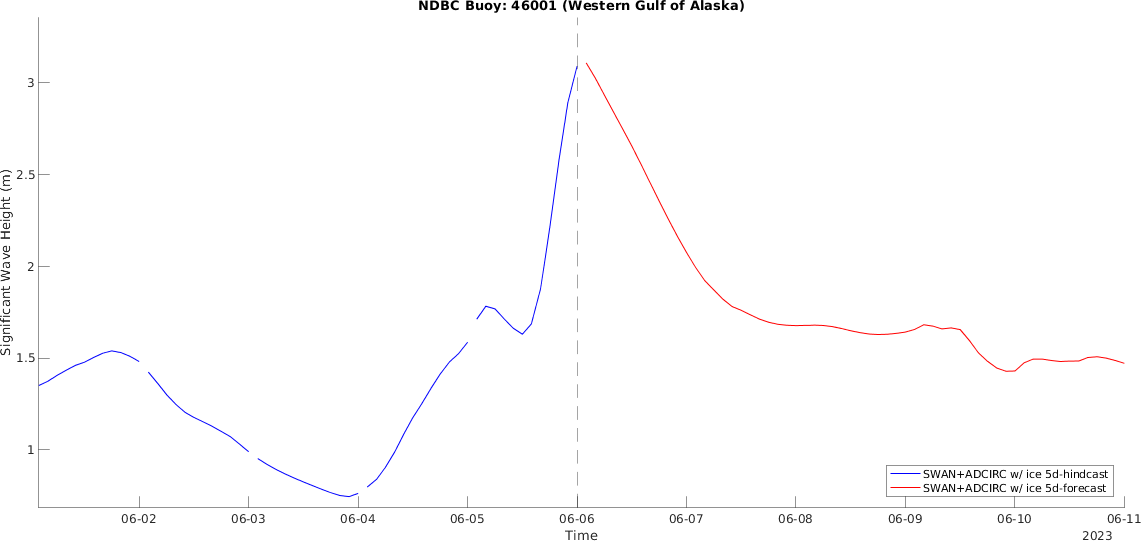 NDBC Buoy: 46001 (Western Gulf of Alaska)
Significant Wave Height (m)
3
2.5
2
1.5
1
SWAN+ADCIRC w/ ice 5d-hindcast
SWAN+ADCIRC w/ ice 5d-forecast
06-02 06-03 06-04 06-05 06-06 06-07 06-08 06-09 06-10 06-11
Time
2023